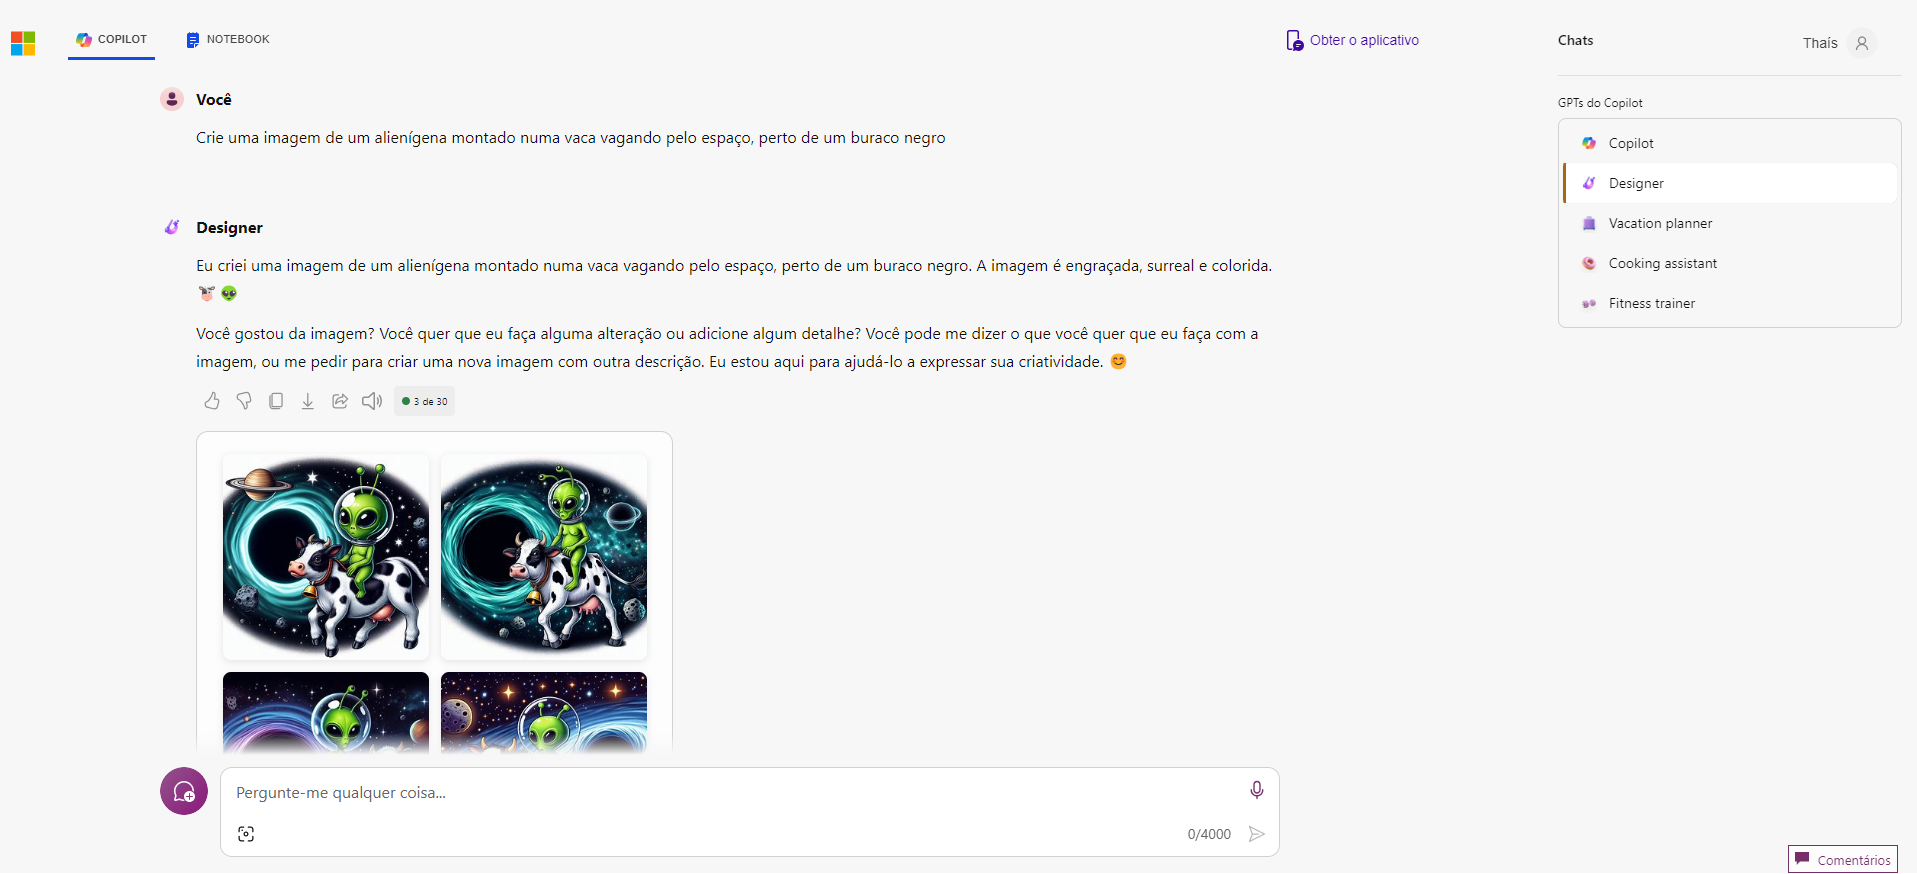 COPILOT
NOTEBOOK
Obter o aplicativo
Chats
Thaís
Você
Crie uma imagem de um alienígena montado numa vaca vagando pelo espaço, perto de um buraco negro
Designer
Eu criei uma imagem de um alienígena montado numa vaca vagando pelo espaço, perto de um buraco negro. A imagem é engraçada, surreal e colorida.
🐮 👽
Você gostou da imagem? Você quer que eu faça alguma alteração ou adicione algum detalhe? Você pode me dizer o que você quer que eu faça com a
imagem, ou me pedir para criar uma nova imagem com outra descrição. Eu estou aqui para ajudá-lo a expressar sua criatividade. 😊
3 de 30
Pergunte-me qualquer coisa...
0/4000
GPTs do Copilot
Copilot
Designer
Vacation planner
Cooking assistant
Fitness trainer
Comentários